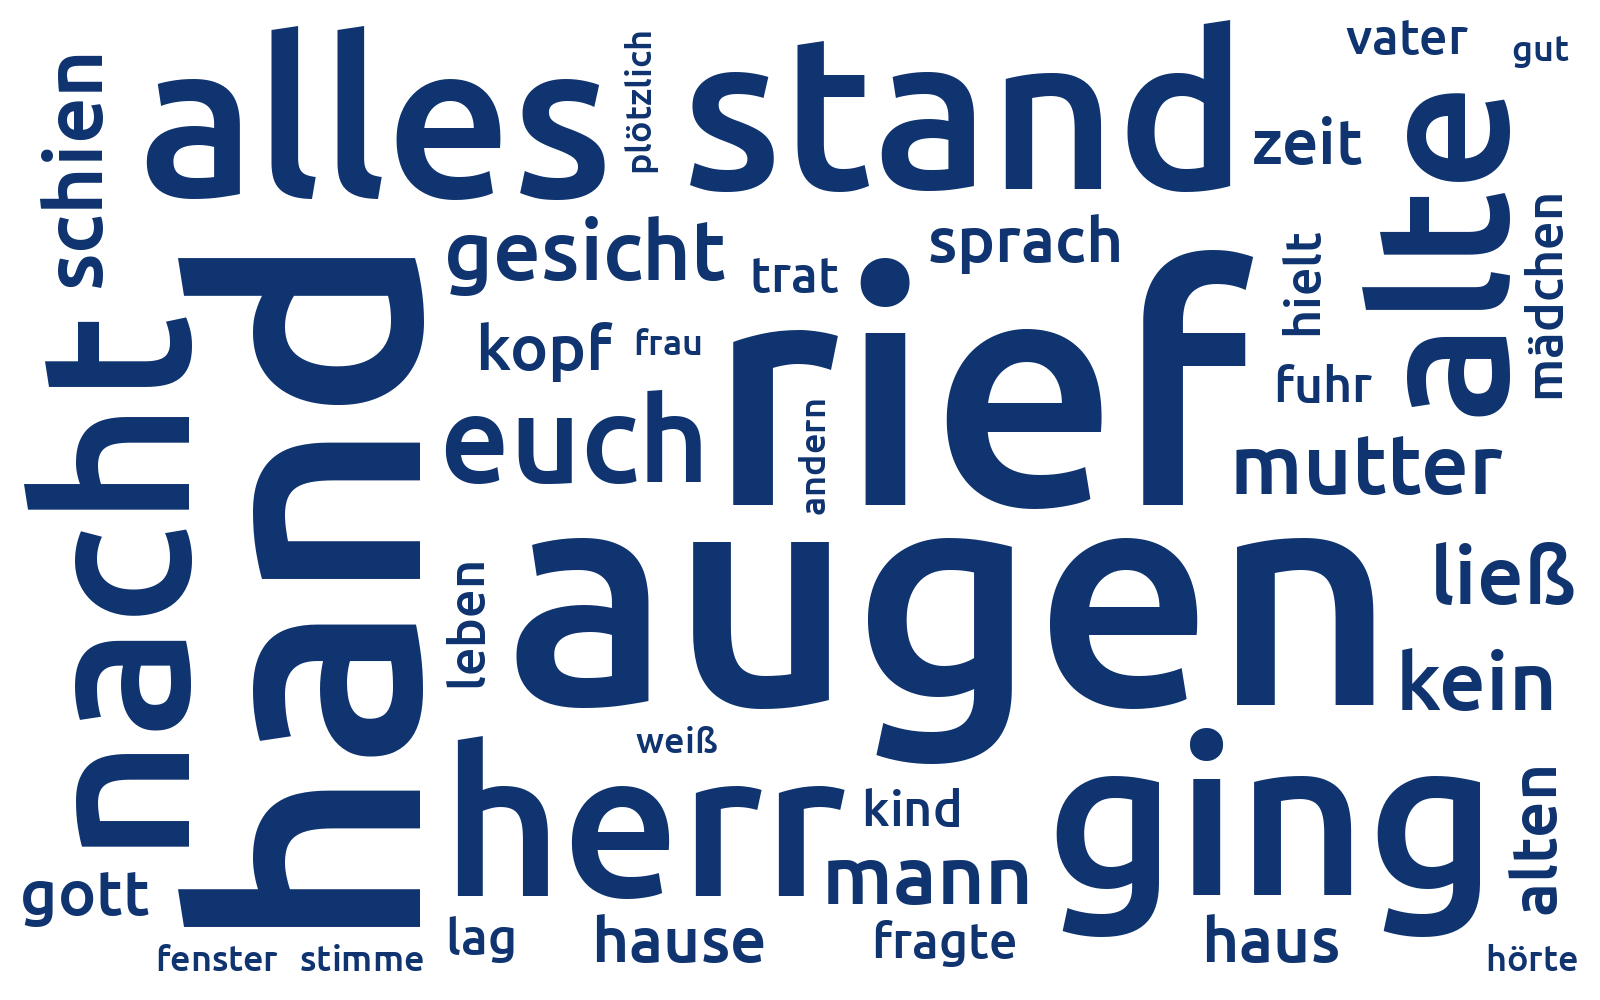 alles
stand
plötzlich
vater
gut
schien
zeit
alte
mädchen
gesicht
trat
sprach
hielt
rief
hand
nacht
kopf
frau
fuhr
euch
andern
mutter
augen
leben
ließ
kein
weiß
herr
kind
ging
mann
alten
gott
lag
hause
fragte
haus
fenster
stimme
hörte